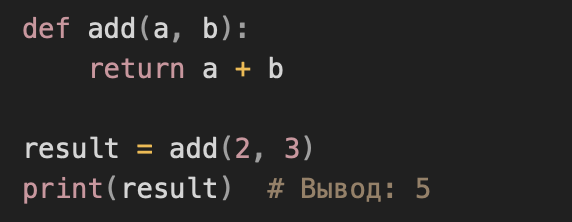 def add(a, b):
    return a + b

result = add(2, 3)
print(result)  # Вывод: 5